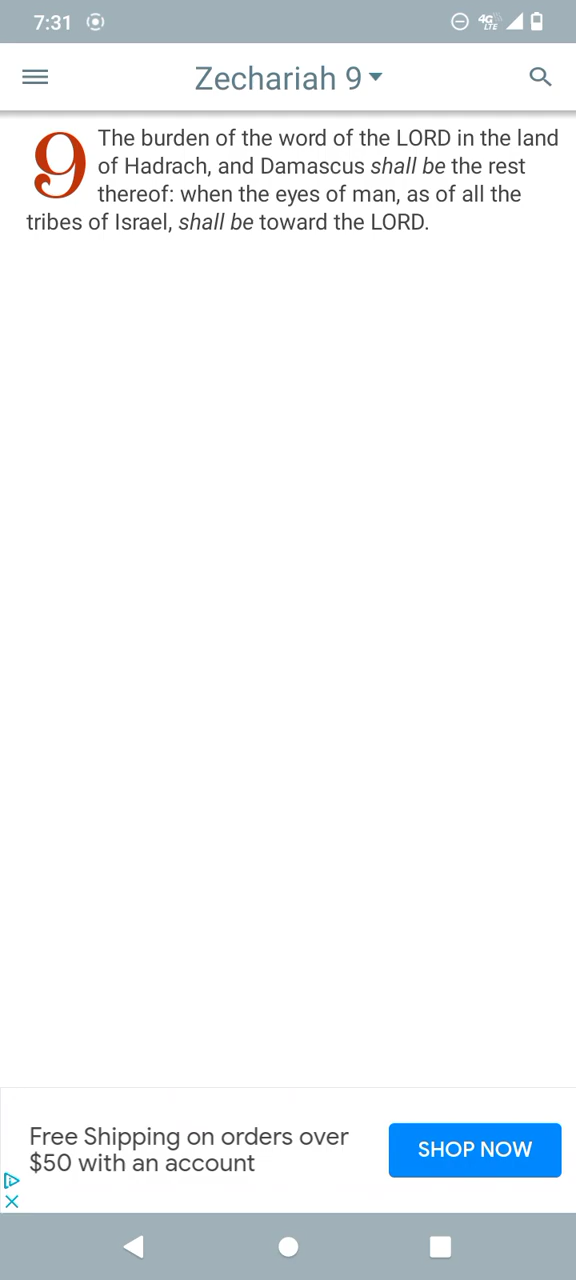 7:31
4G
LTE
Zechariah 9
9
The burden of the word of the LORD in the land
of Hadrach, and Damascus shall be the rest
thereof: when the eyes of man, as of all the
tribes of Israel, shall be toward the LORD.
Free Shipping on orders over
$50 with an account
SHOP NOW